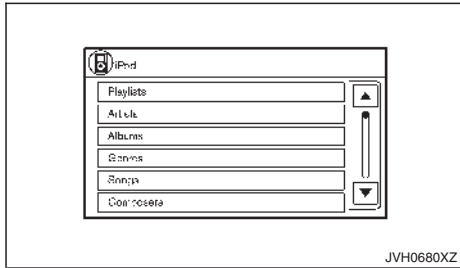 iPod
Playlists
Artists
Albums
Genres
Songs
Composers
JVH0680XZ